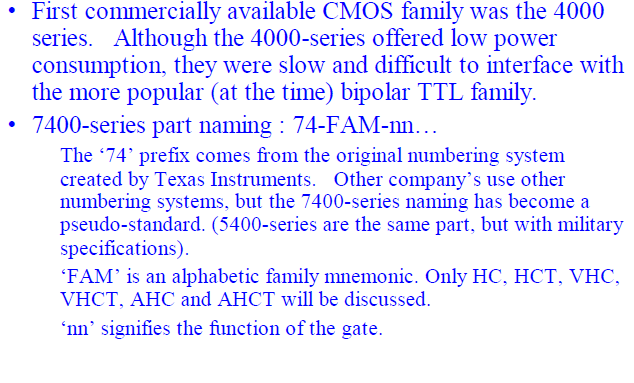 • First commercially available CMOS family was the 4000
series. Although the 4000-series offered low power
consumption, they were slow and difficult to interface with
the more popular (at the time) bipolar TTL family.
• 7400-series part naming : 74-FAM-nn…
The ‘74’ prefix comes from the original numbering system
created by Texas Instruments. Other company’s use other
numbering systems, but the 7400-series naming has become a
pseudo-standard. (5400-series are the same part, but with military
specifications).
‘FAM’ is an alphabetic family mnemonic. Only HC, HCT, VHC,
VHCT, AHC and AHCT will be discussed.
‘nn’ signifies the function of the gate.